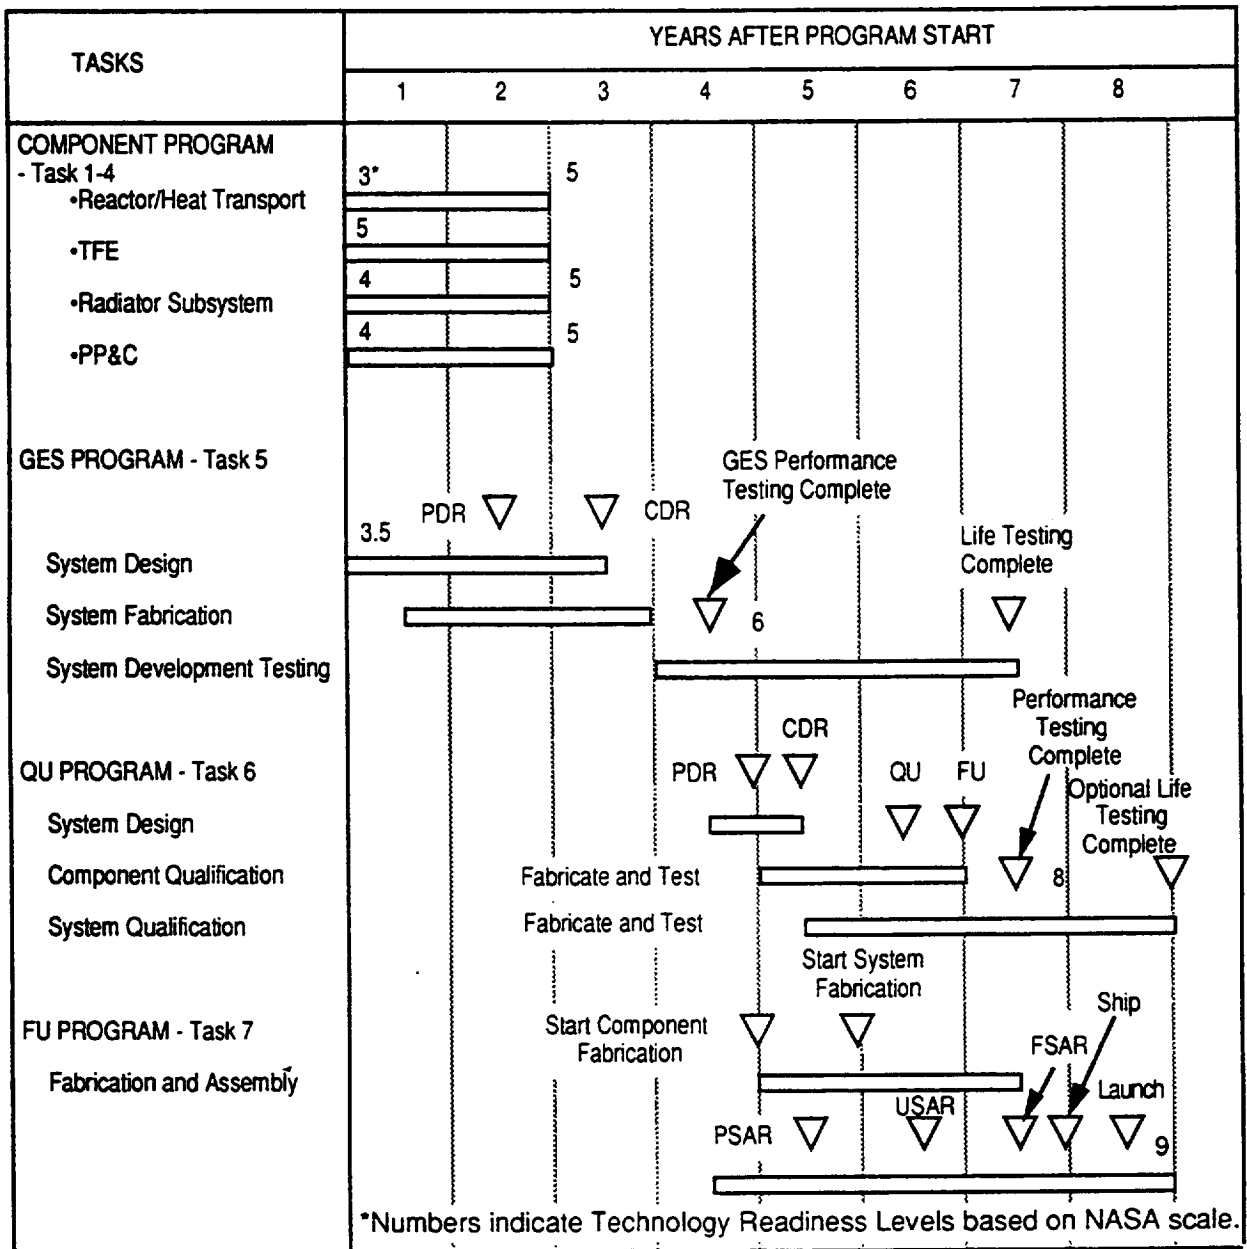 TASKS
YEARS AFTER PROGRAM START
1 2 3 4 5 6 7 8
COMPONENT PROGRAM
- Task 1-4
3* 5
•Reactor/Heat Transport
5
•TFE
4 5
•Radiator Subsystem
4 5
•PP&C
GES PROGRAM - Task 5
GES Performance
Testing Complete
PDR CDR
3.5
Life Testing
Complete
System Design
System Fabrication
6
System Development Testing
Performance
Testing
Complete
CDR
QU PROGRAM - Task 6
PDR QU FU
Optional Life
Testing
Complete
System Design
Component Qualification
Fabricate and Test
8
System Qualification
Fabricate and Test
Start System
Fabrication
Ship
FU PROGRAM - Task 7
Start Component
Fabrication
FSAR
Fabrication and Assembly
Launch
USAR
PSAR
9
*Numbers indicate Technology Readiness Levels based on NASA scale.